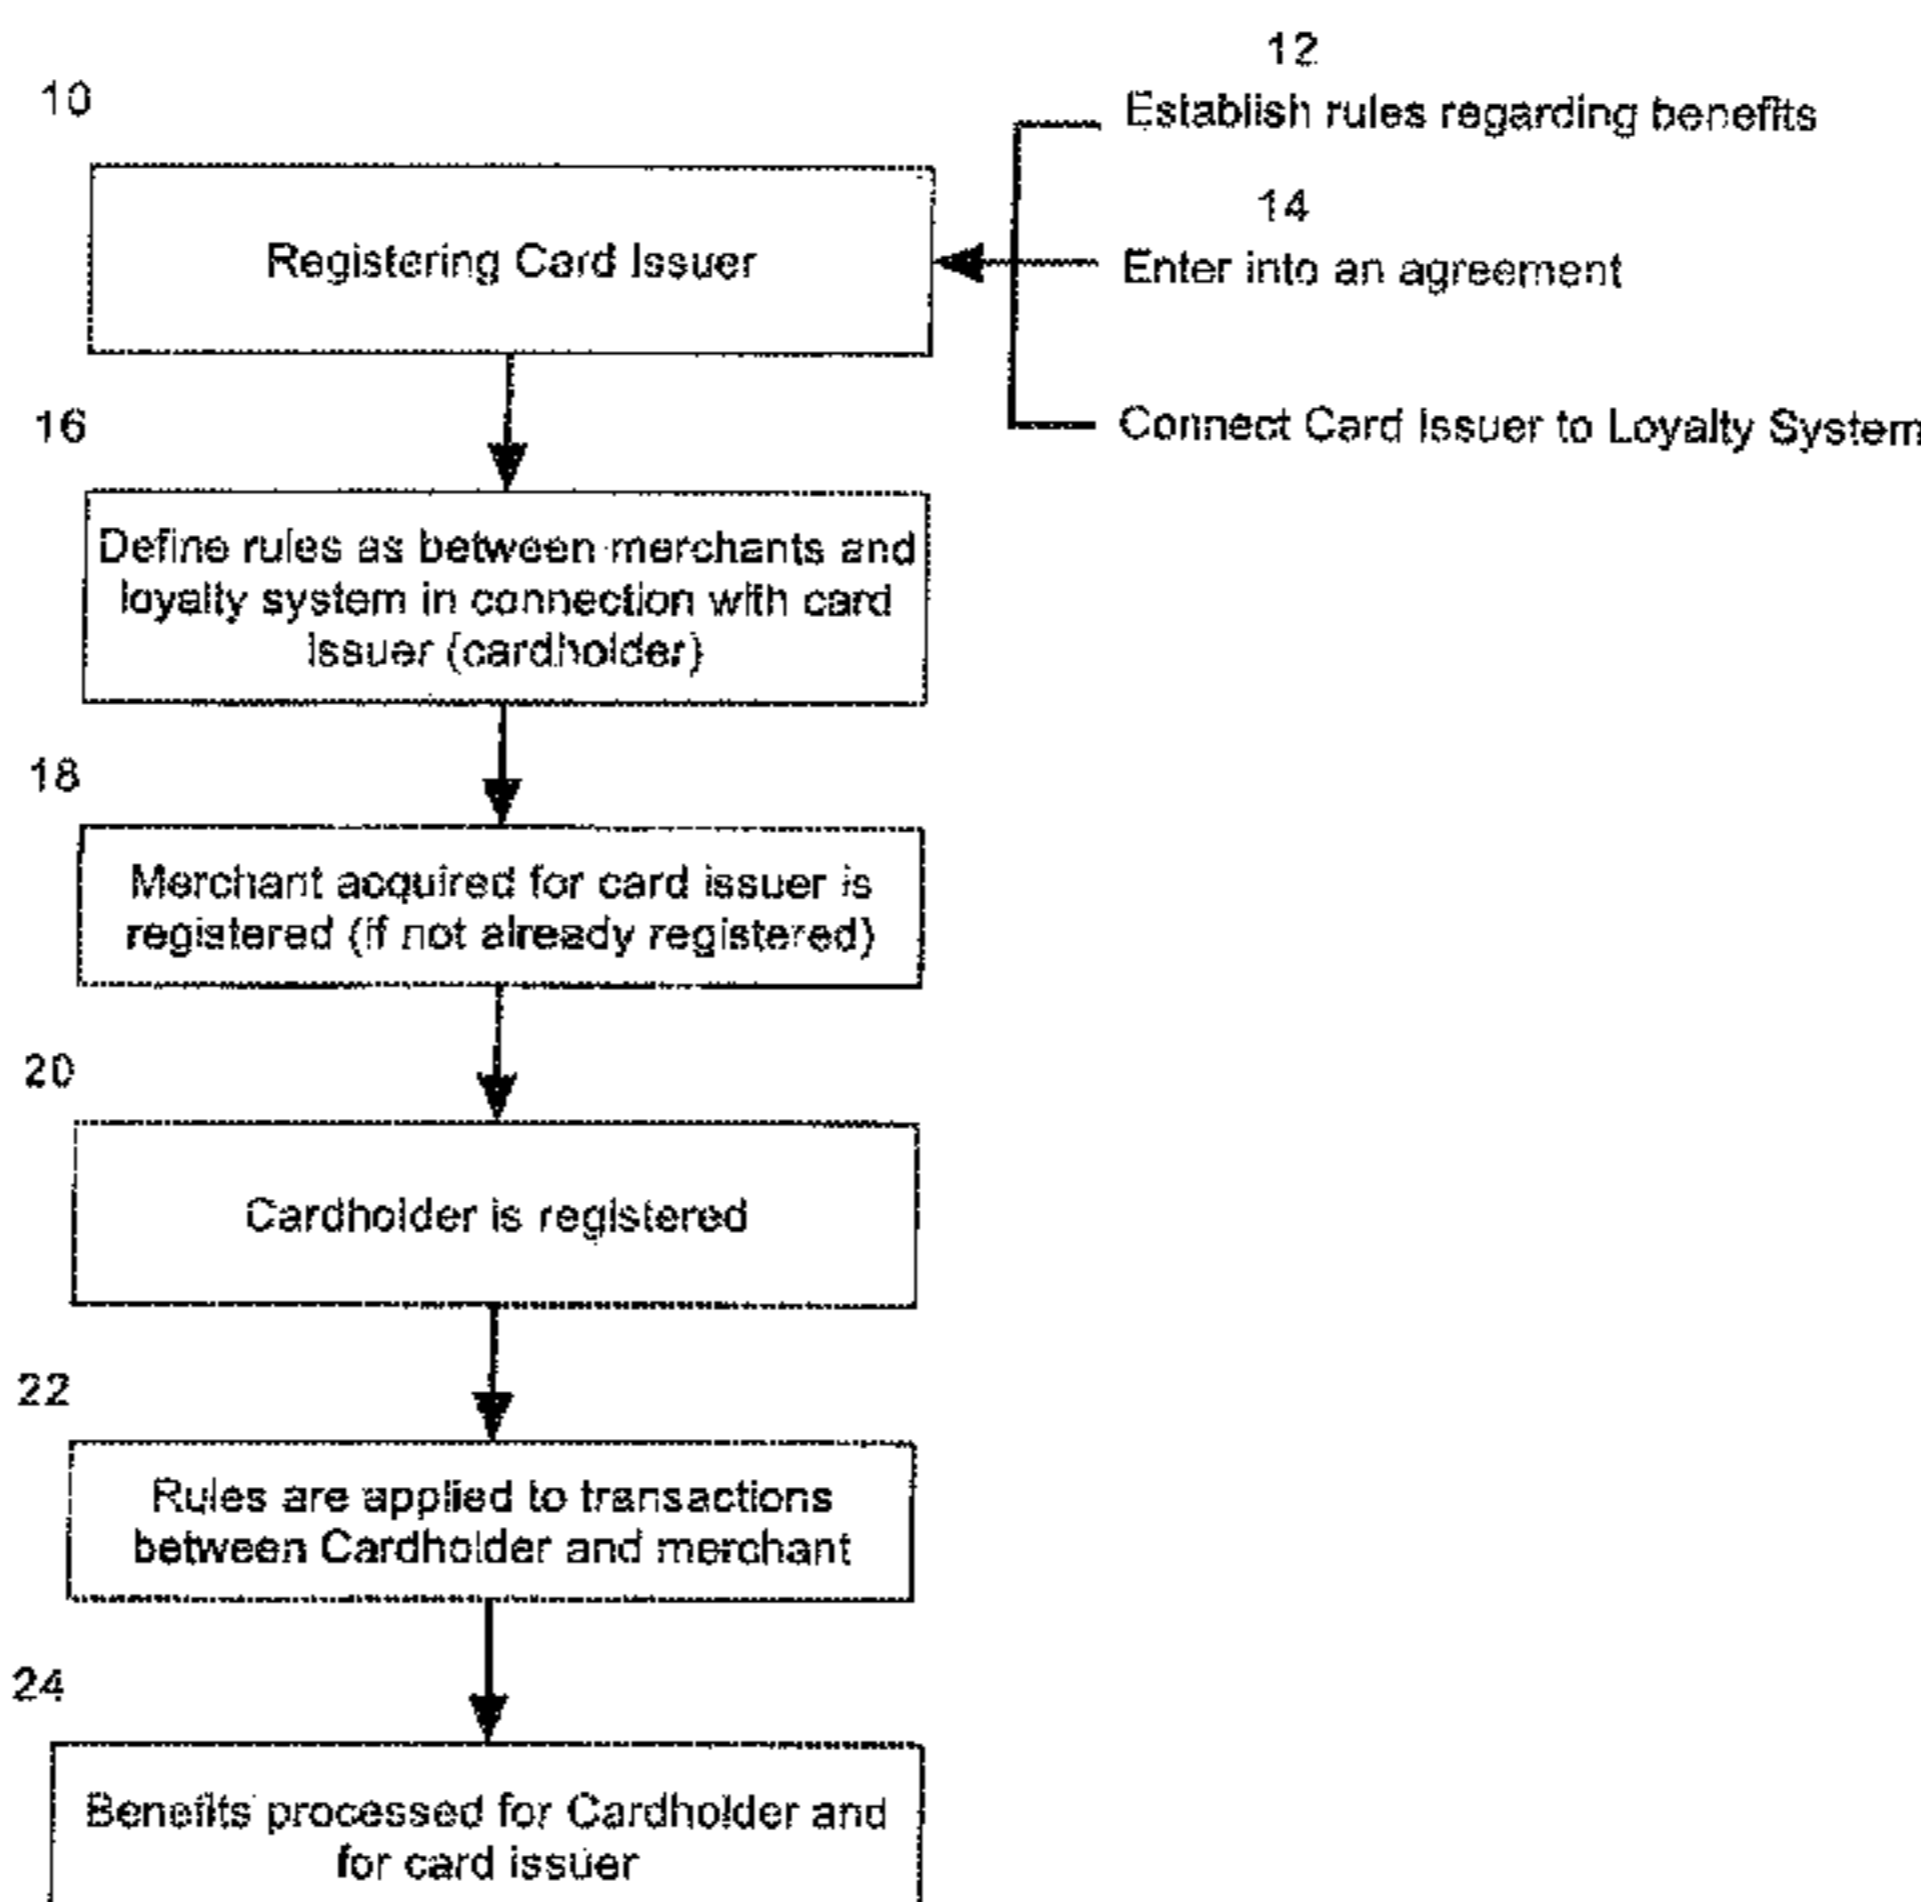 12
Establish rules regarding benefits
10
14
Registering Card Issuer
Enter into an agreement
Connect Card Issuer to Loyalty System
16
Define rules as between merchants and
loyalty system in connection with card
issuer (cardholder)
18
Merchant acquired for card issuer is
registered (if not already registered)
20
Cardholder is registered
22
Rules are applied to transactions
between Cardholder and merchant
24
Benefits processed for Cardholder and
for card issuer